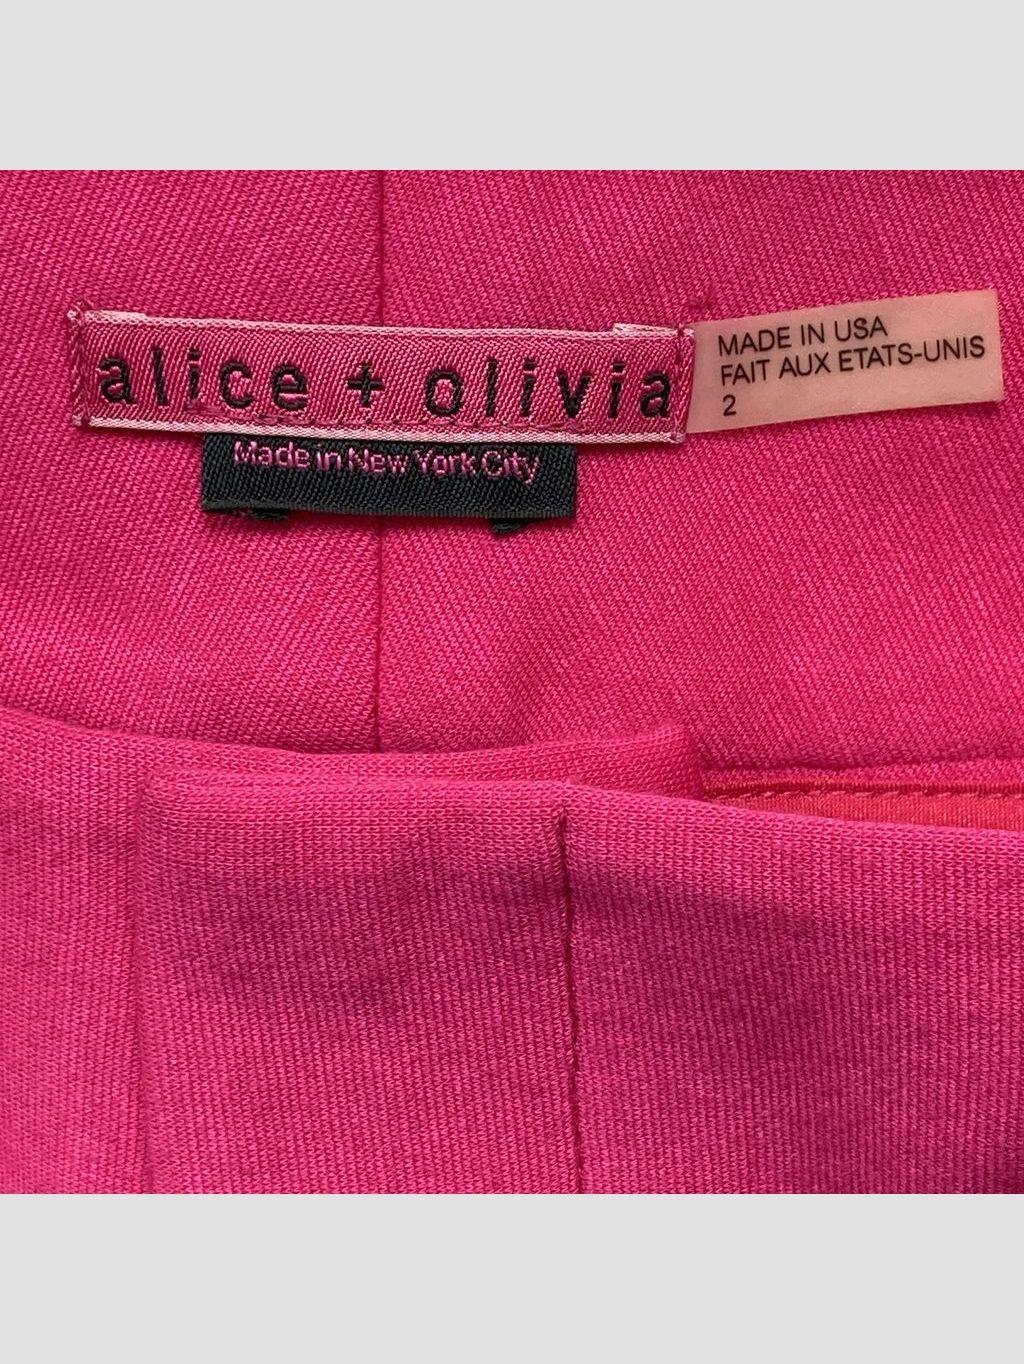 alice + olivia
Made in New York City
MADE IN USA
FAIT AUX ETATS-UNIS
2